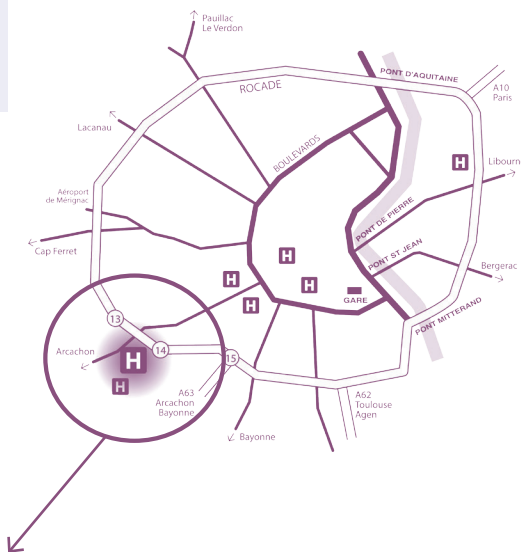 Pauillac
Le Verdon
PONT D'AQUITAINE
ROCADE
A10
Paris
Lacanau
BOULEVARDS
H
Libourne
Aéroport
de Mérignac
PONT DE PIERRE
Cap Ferret
PONT ST JEAN
H
Bergerac
H
H
H
GARE
PONT MITTERAND
13
14
15
Arcachon
H
H
A63
Arcachon
Bayonne
A62
Toulouse
Agen
Bayonne